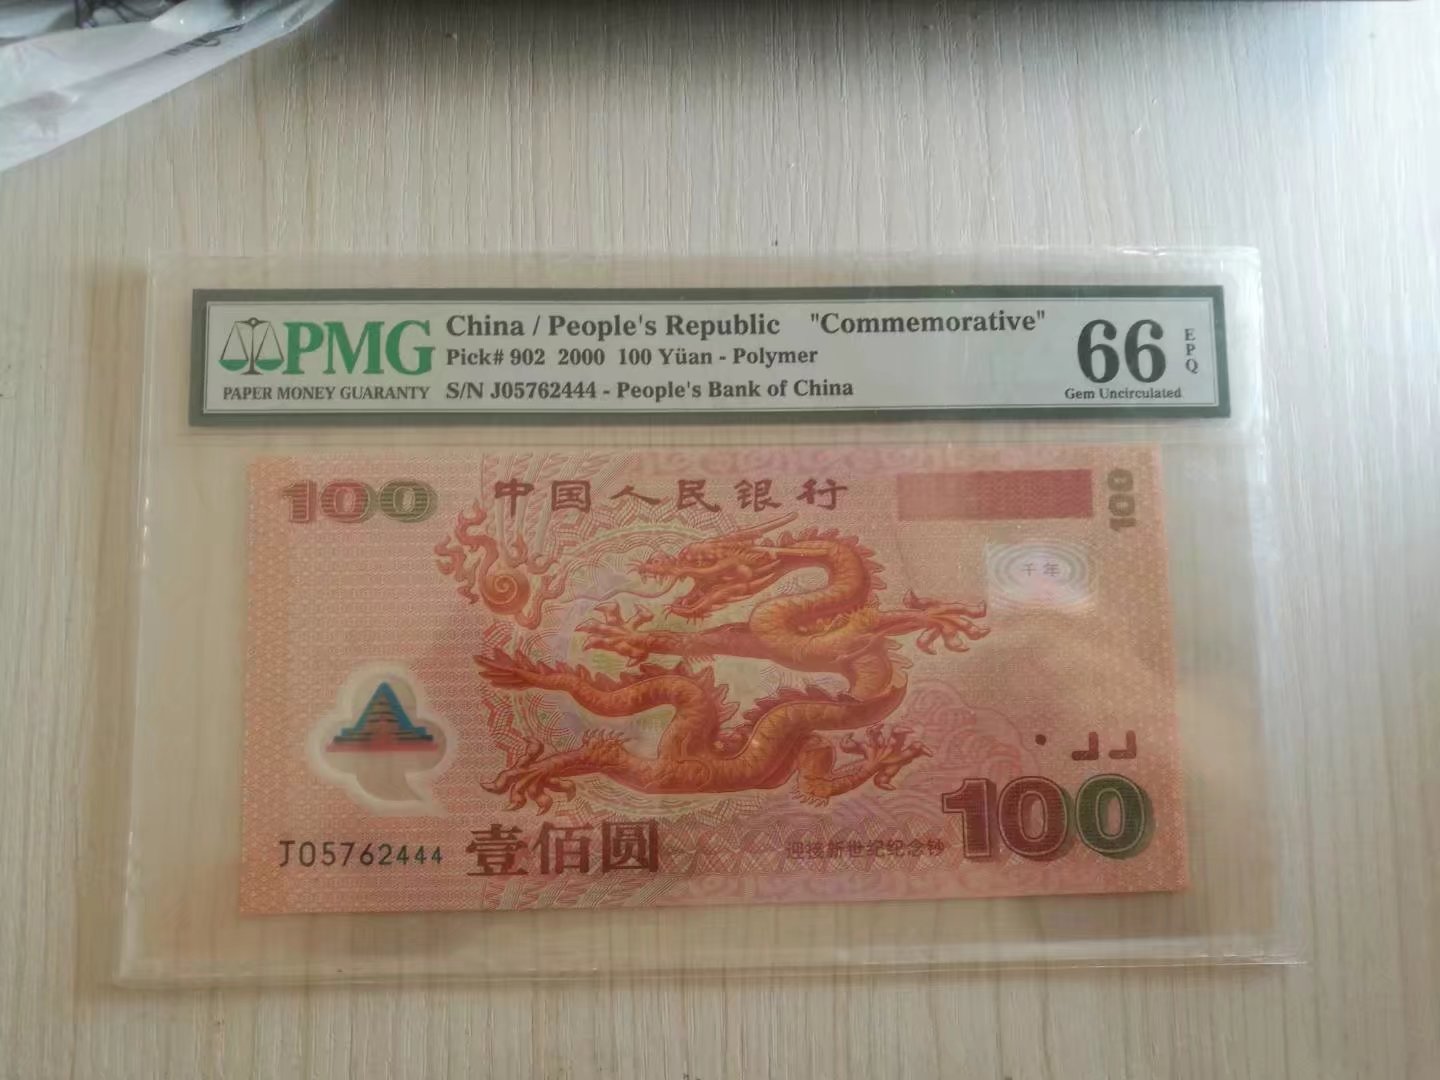 PMG
PAPER MONEY GUARANTY
China / People's Republic "Commemorative"
Pick# 902 2000 100 Yüan - Polymer
S/N J05762444 - People's Bank of China
66
EPQ
Gem Uncirculated
100
中国人民银行
100
千年
J05762444
壹佰圆
迎接新世纪纪念钞
100